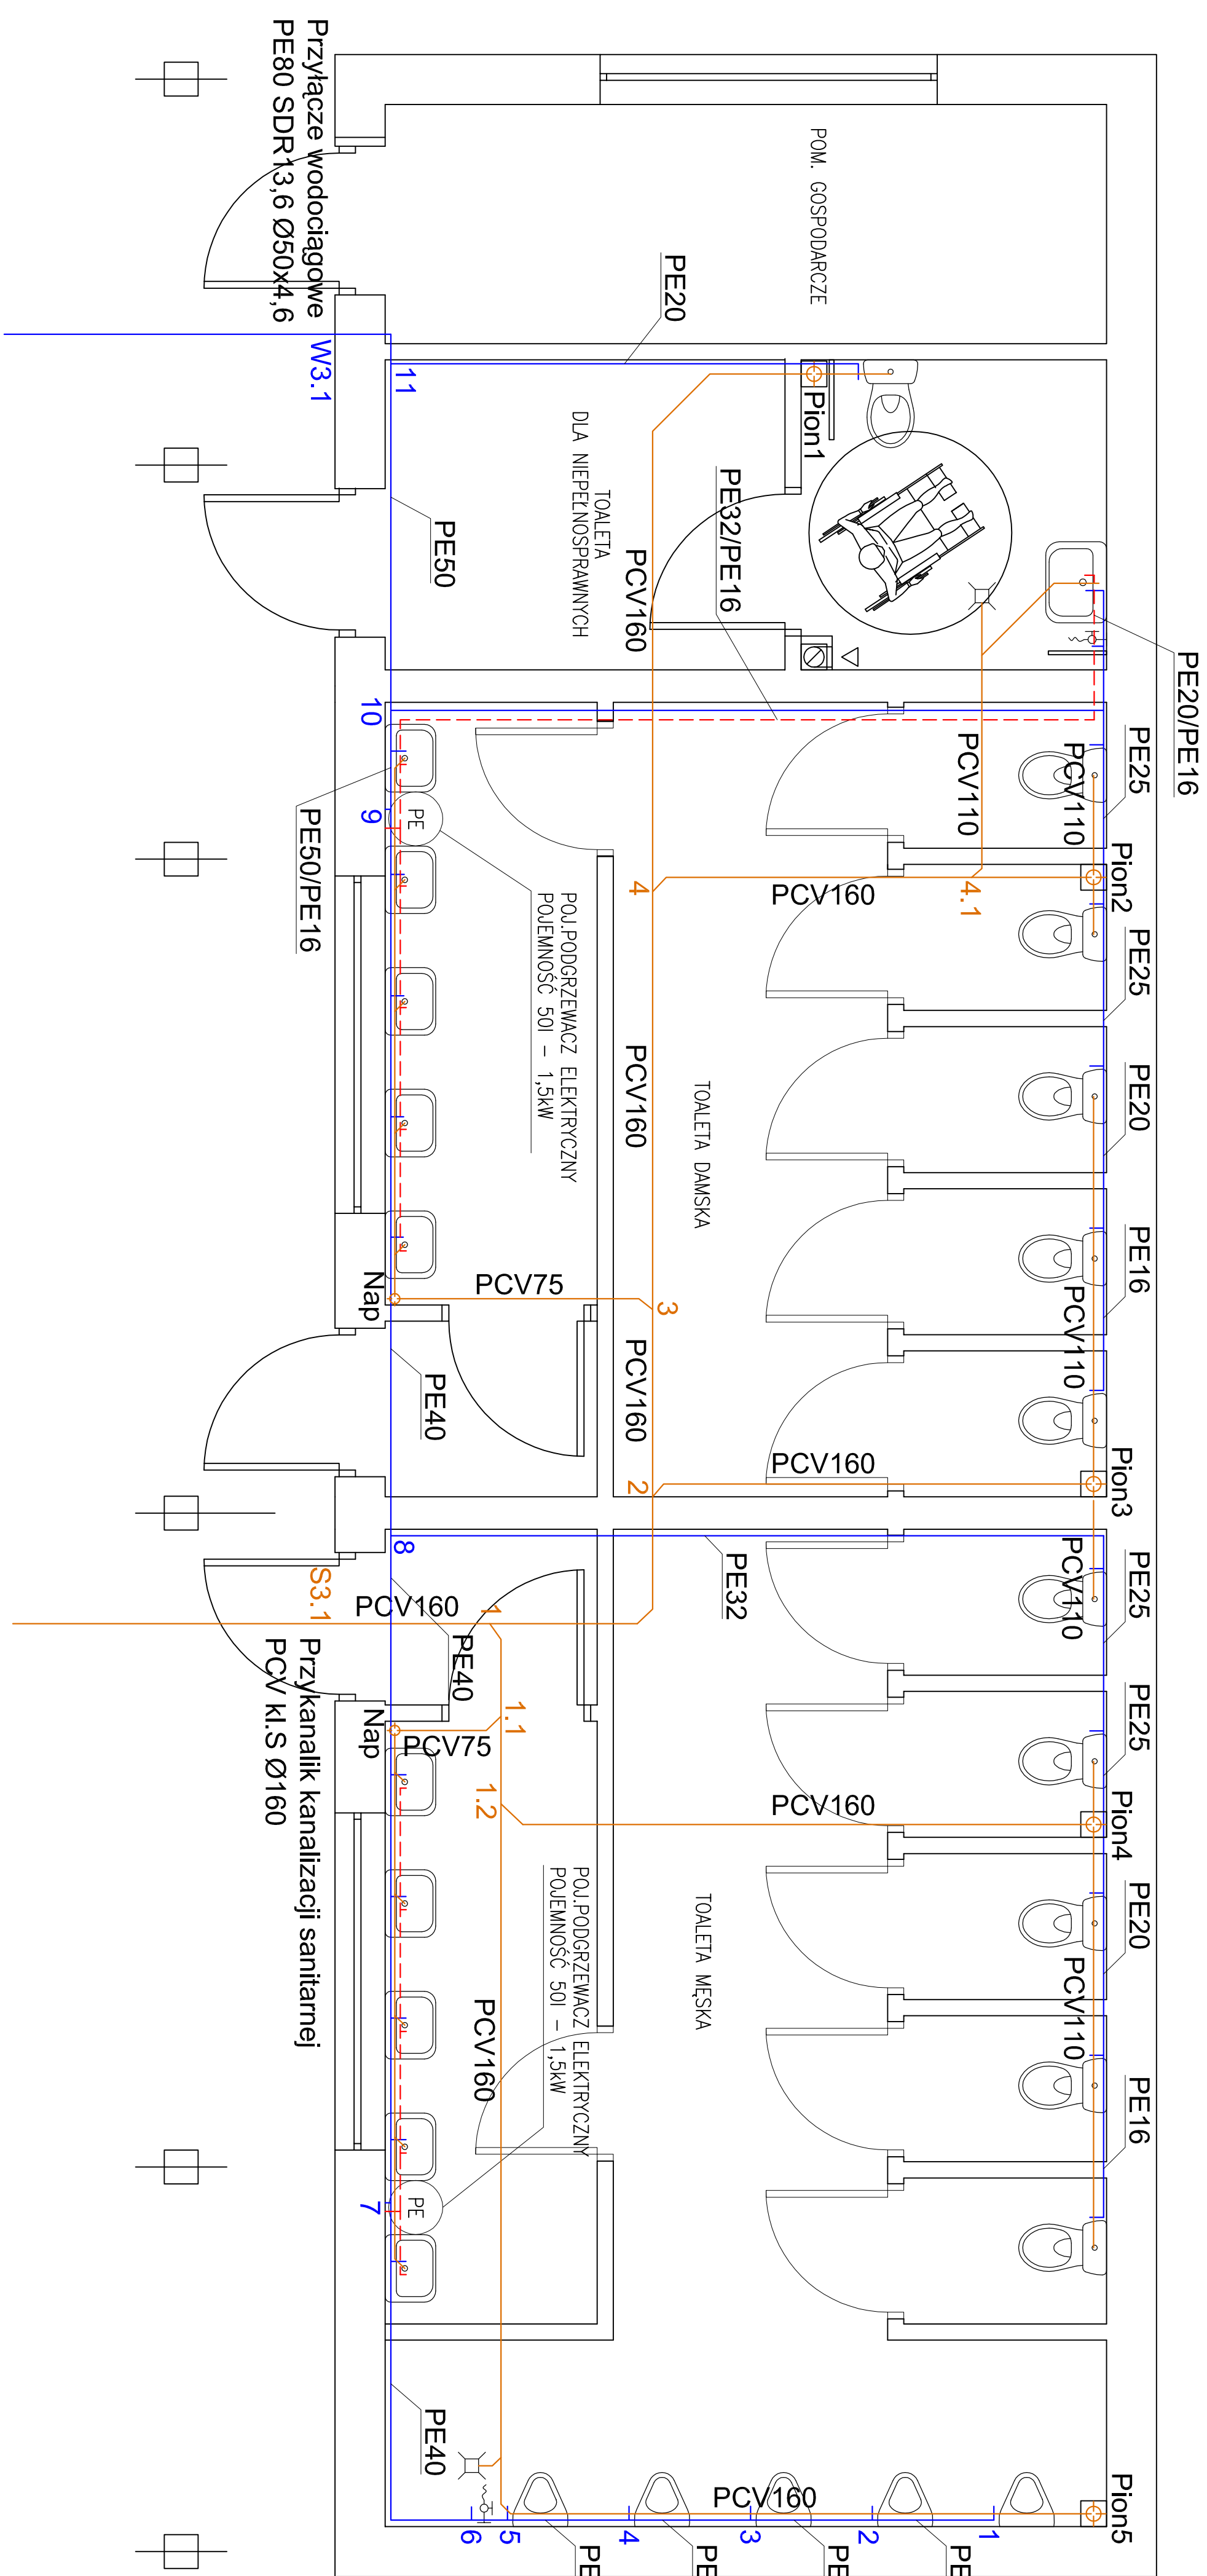 Przyłącze wodociągowe
PE80 SDR13,6 Ø50x4,6
W3.1
11
POM. GOSPODARCZE
PE20
Pion1
TOALETA
DLA NIEPEŁNOSPRAWNYCH
PCV160
PE32/PE16
PE50
PE20/PE16
10
9
PE
PE50/PE16
POJ.PODGRZEWACZ ELEKTRYCZNY
POJEMNOŚĆ 50l – 1,5kW
PE25
PCV110
PCV110
Pion2
4
4.1
PCV160
PE25
PE20
PE16
PCV110
TOALETA DAMSKA
PCV160
PCV75
Nap
3
PCV160
PE40
PCV160
2
Pion3
8
S3.1
PCV160
1
PE40
PE32
PCV110
PE25
PE25
Przykanalik kanalizacji sanitarnej
PCV kl.S Ø160
Nap
PCV75
1.1
1.2
PCV160
Pion4
PE20
PCV110
PE16
TOALETA MĘSKA
POJ.PODGRZEWACZ ELEKTRYCZNY
POJEMNOŚĆ 50l – 1,5kW
PCV160
PE
7
PE40
PCV160
Pion5
6
5
4
3
2
1
PE
PE
PE
PE